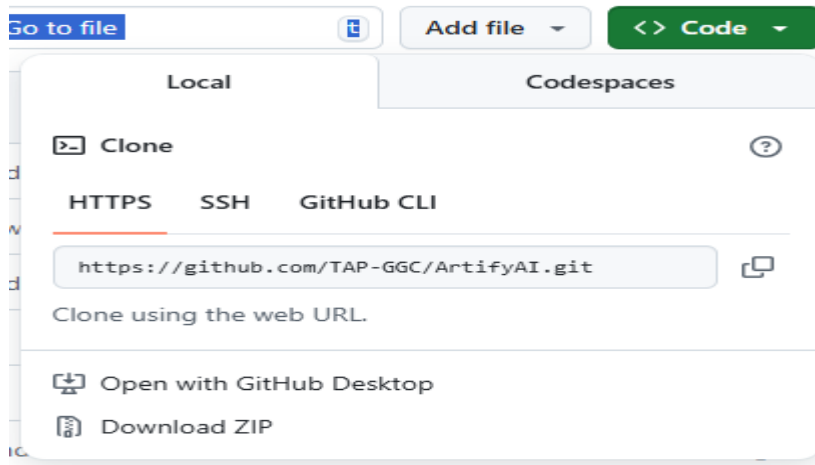 Go to file t Add file <> Code
Local Codespaces
Clone
HTTPS SSH GitHub CLI
https://github.com/TAP-GGC/ArtifyAI.git
Clone using the web URL.
Open with GitHub Desktop
Download ZIP